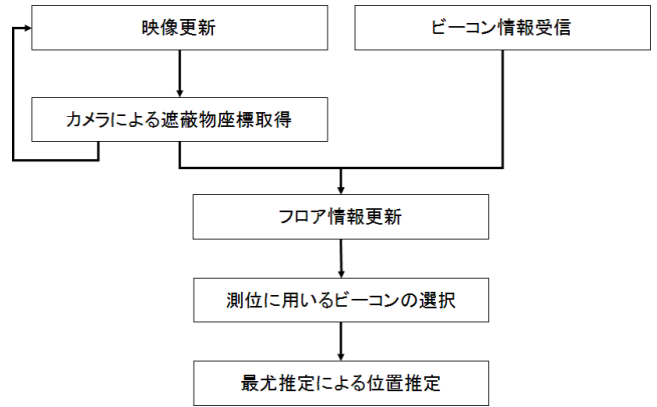 映像更新
ビーコン情報受信
カメラによる遮蔽物座標取得
フロア情報更新
測位に用いるビーコンの選択
最尤推定による位置推定